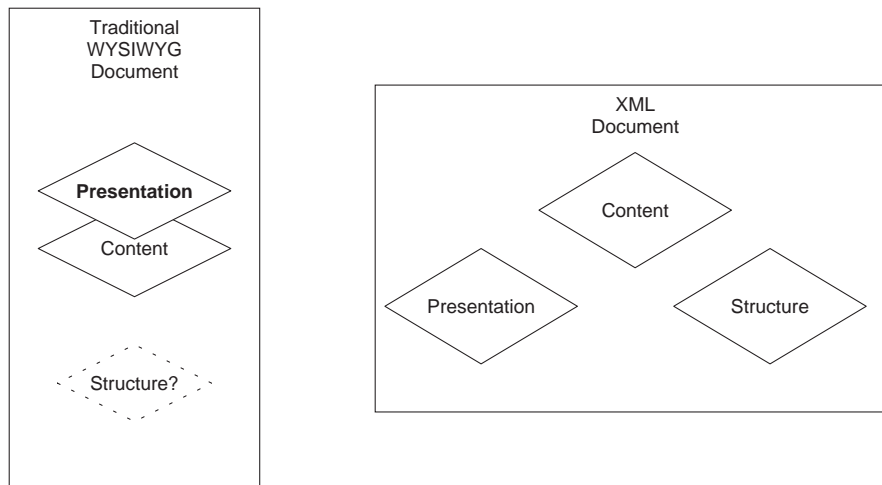 Traditional
WYSIWYG
Document
Presentation
Content
Structure?
XML
Document
Content
Presentation
Structure